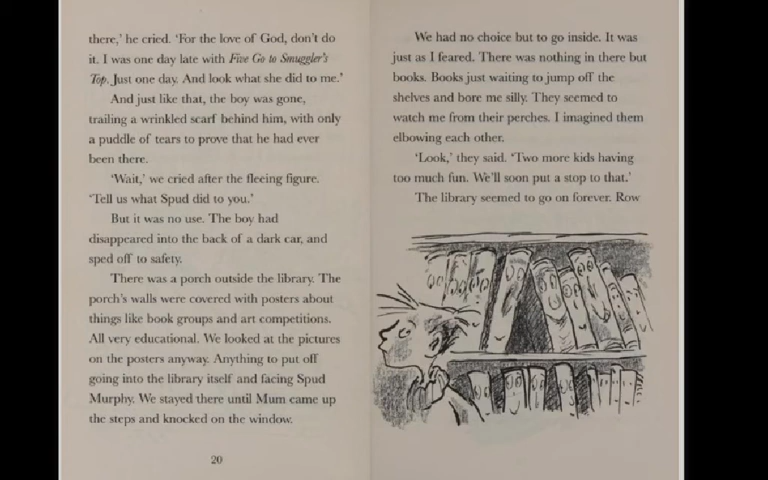 there,' he cried. 'For the love of God, don't do
it. I was one day late with Five Go to Smuggler's
Top. Just one day. And look what she did to me.'
And just like that, the boy was gone,
trailing a wrinkled scarf behind him, with only
a puddle of tears to prove that he had ever
been there.
'Wait,' we cried after the fleeing figure.
'Tell us what Spud did to you.'
But it was no use. The boy had
disappeared into the back of a dark car, and
sped off to safety.
There was a porch outside the library. The
porch's walls were covered with posters about
things like book groups and art competitions.
All very educational. We looked at the pictures
on the posters anyway. Anything to put off
going into the library itself and facing Spud
Murphy. We stayed there until Mum came up
the steps and knocked on the window.
20
We had no choice but to go inside. It was
just as I feared. There was nothing in there but
books. Books just waiting to jump off the
shelves and bore me silly. They seemed to
watch me from their perches. I imagined them
elbowing each other.
'Look,' they said. 'Two more kids having
too much fun. We'll soon put a stop to that.'
The library seemed to go on forever. Row